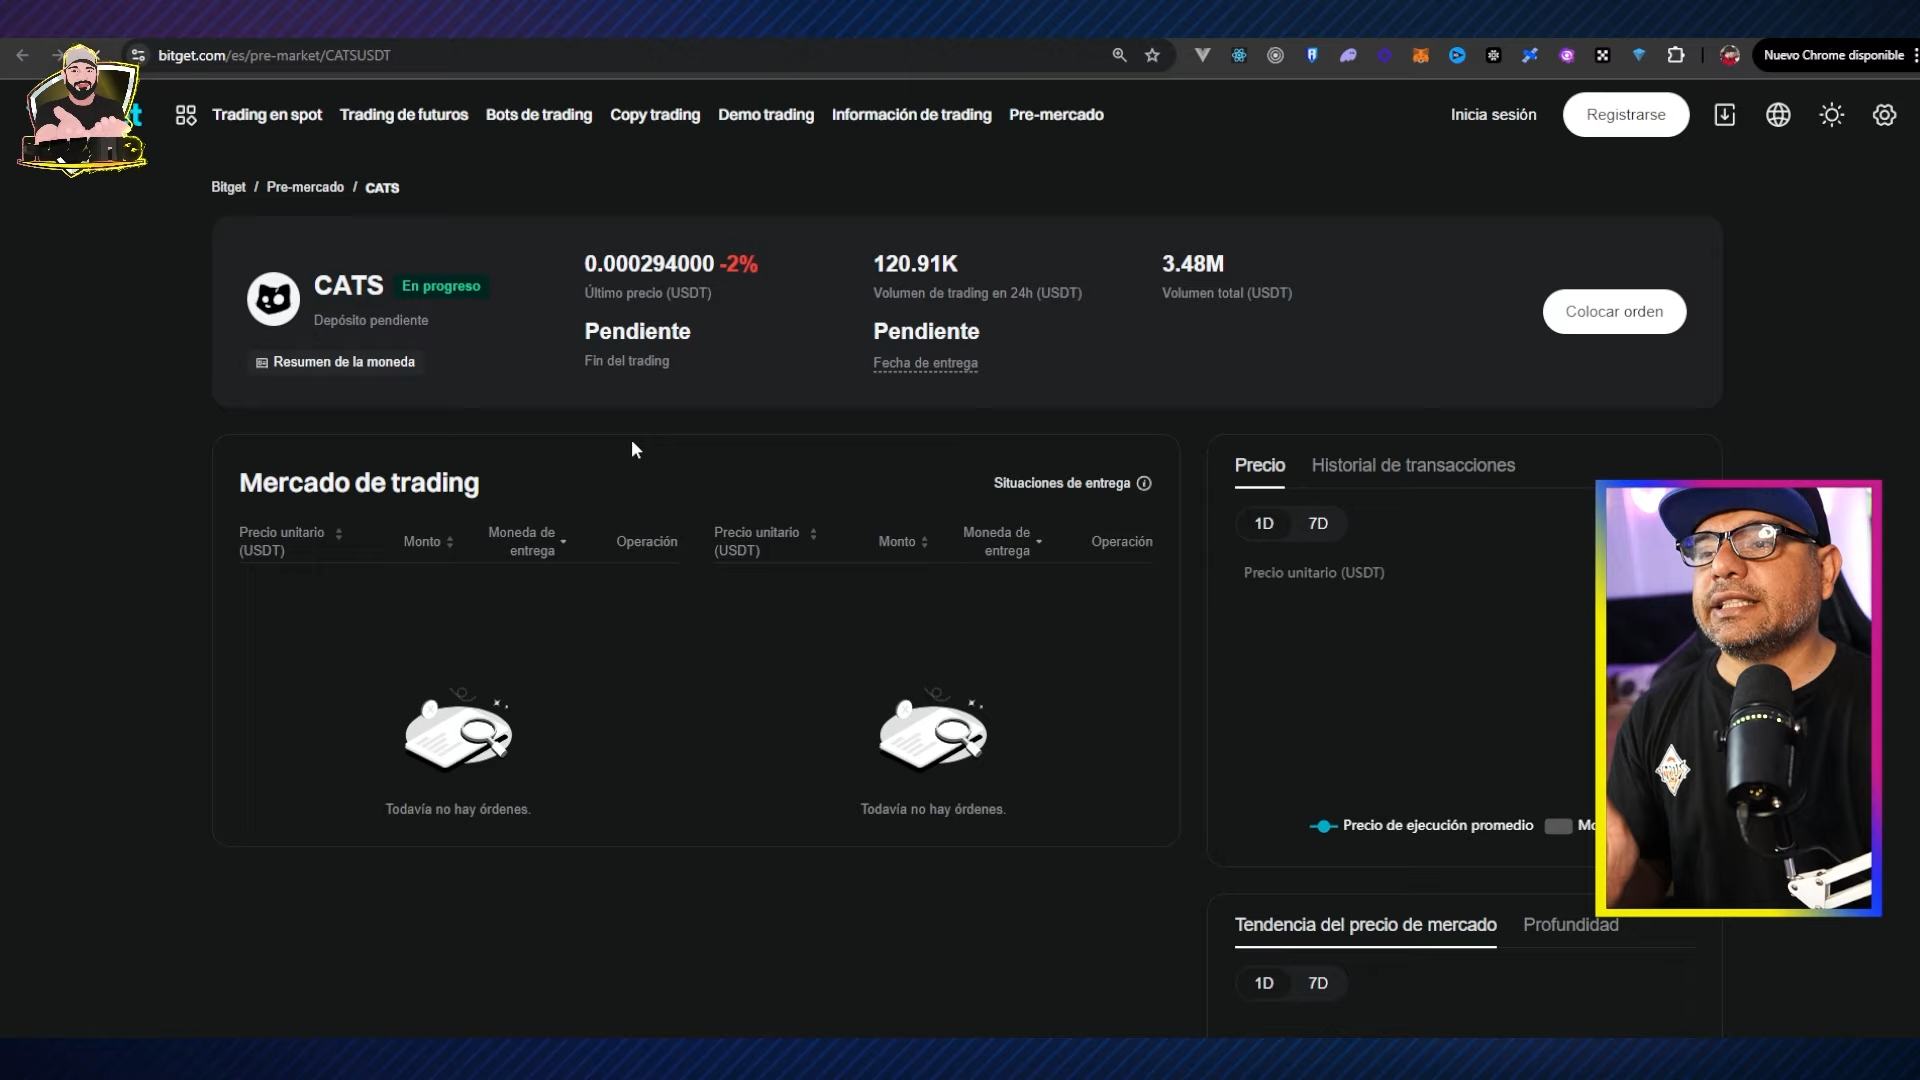 bitget.com/es/pre-market/CATSUSDT
Nuevo Chrome disponible
Trading en spot
Trading de futuros
Bots de trading
Copy trading
Demo trading
Información de trading
Pre-mercado
Inicia sesión
Registrarse
Bitget / Pre-mercado / CATS
CATS
En progreso
Depósito pendiente
Resumen de la moneda
0.000294000 -2%
Último precio (USDT)
Pendiente
Fin del trading
120.91K
Volumen de trading en 24h (USDT)
Pendiente
Fecha de entrega
3.48M
Volumen total (USDT)
Colocar orden
Mercado de trading
Situaciones de entrega
Precio unitario
(USDT)
Monto
Moneda de
entrega
Operación
Precio unitario
(USDT)
Monto
Moneda de
entrega
Operación
Todavía no hay órdenes.
Todavía no hay órdenes.
Precio
Historial de transacciones
1D
7D
Precio unitario (USDT)
Precio de ejecución promedio
Tendencia del precio de mercado
Profundidad
1D
7D